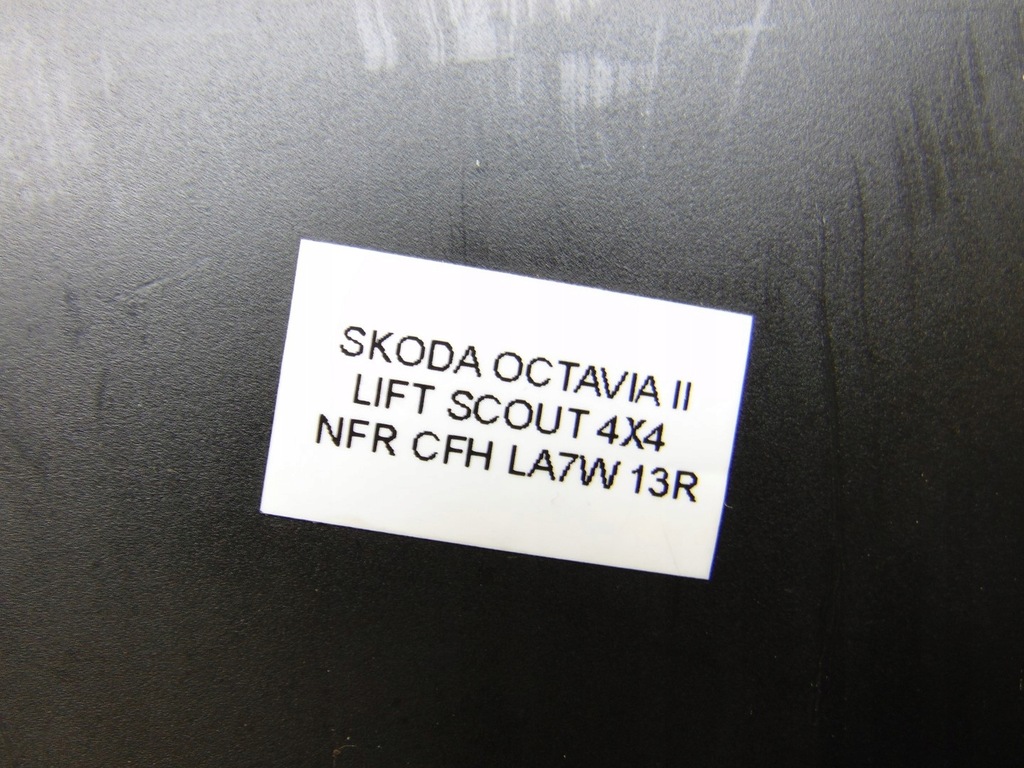 SKODA OCTAVIA II
LIFT SCOUT 4X4
NFR CFH LA7W 13R